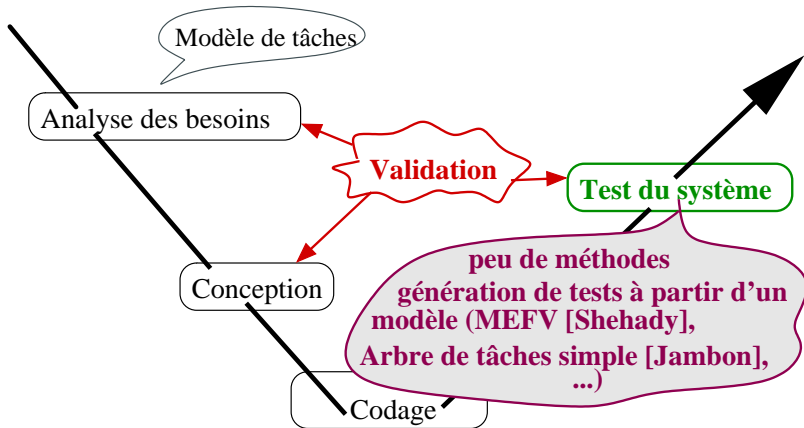 Modèle de tâches
Analyse des besoins
Validation
Test du système
Conception
peu de méthodes
génération de tests à partir d'un
modèle (MEFV [Shehady],
Arbre de tâches simple [Jambon],
...)
Codage